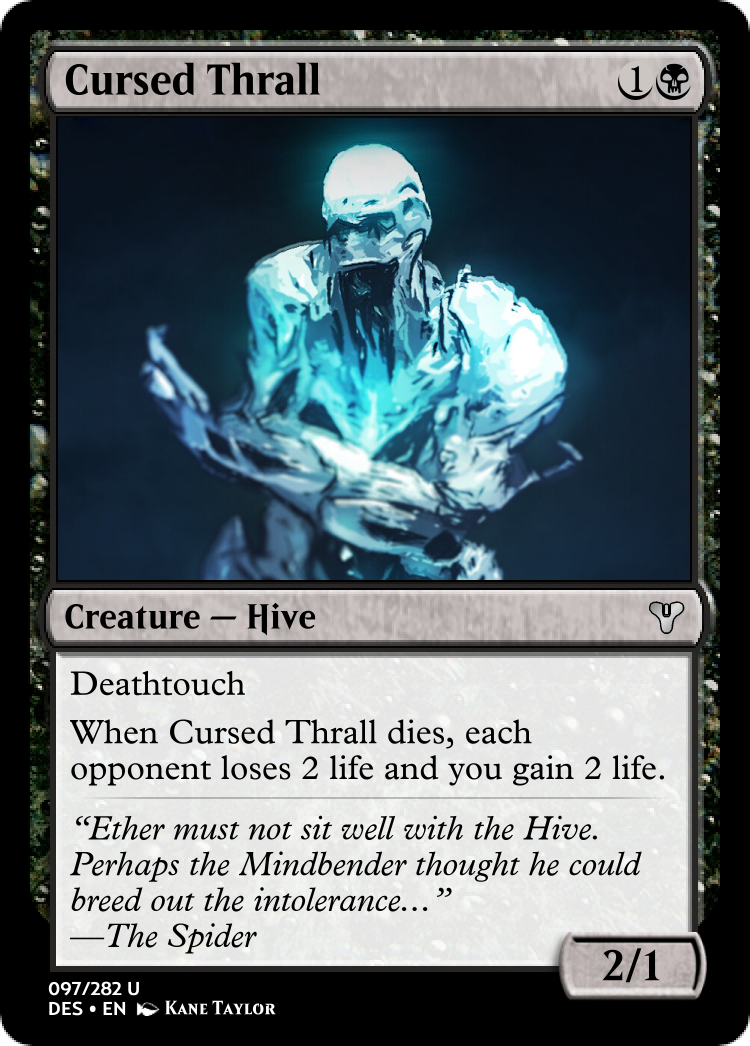 Cursed Thrall 1
Creature — Hive
Deathtouch
When Cursed Thrall dies, each
opponent loses 2 life and you gain 2 life.
“Ether must not sit well with the Hive.
Perhaps the Mindbender thought he could
breed out the intolerance…”
—The Spider
2/1
097/282 U
DES • EN Kane Taylor